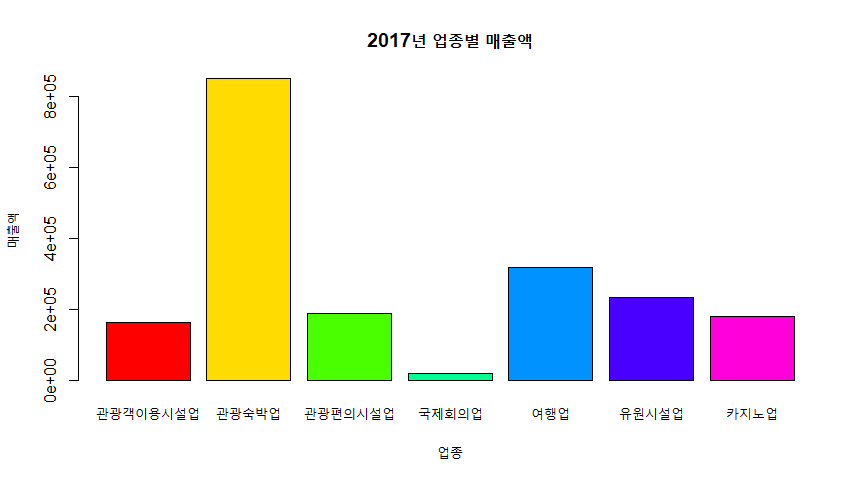 2017년 업종별 매출액
매출액
8e+05
6e+05
4e+05
2e+05
0e+00
관광객이용시설업 관광숙박업 관광편의시설업 국제회의업 여행업 유원시설업 카지노업
업종